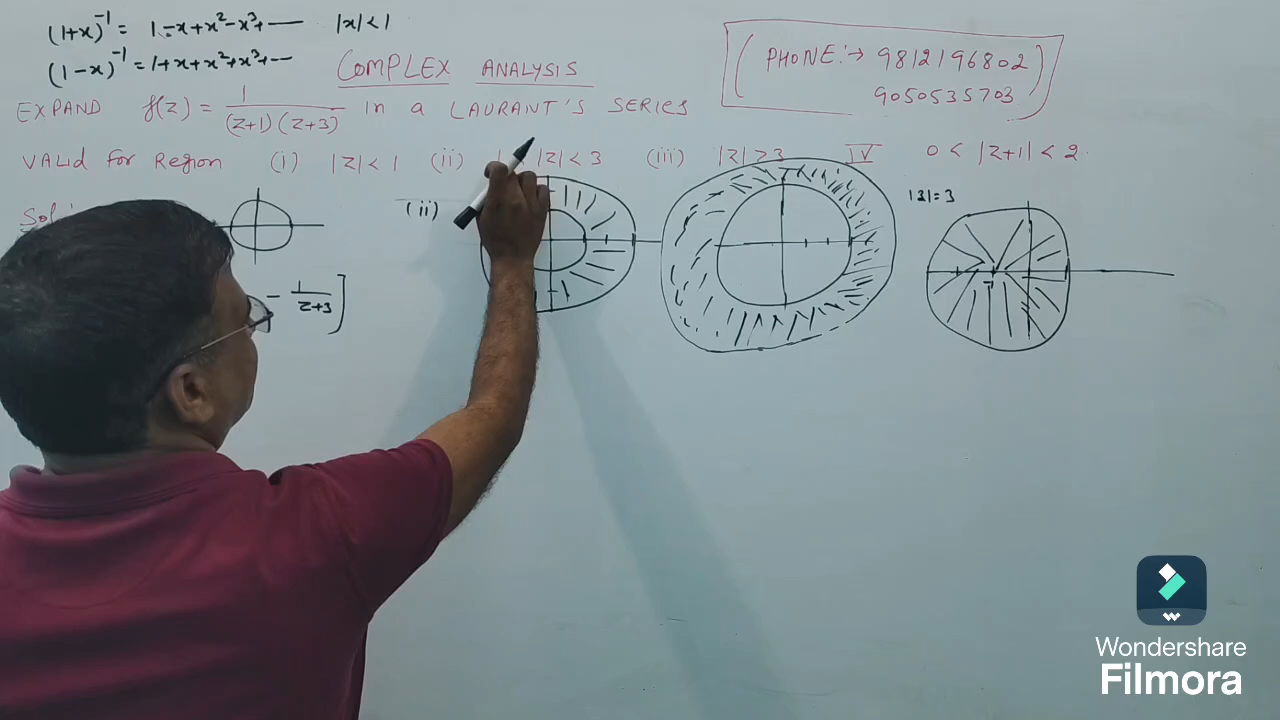 (1+x)⁻¹ = 1-x+x²-x³+—— |x|<1
(1-x)⁻¹ = 1+x+x²+x³+--
COMPLEX ANALYSIS
(PHONE:→ 9812196802
9050535703)
EXPAND f(z) = 1/((z+1)(z+3)) in a LAURANT'S SERIES
VALID for REGION (i) |z|<1 (ii) |z|<3 (iii) |z|>3 IV 0<|z+1|<2
Sol
(ii)
|z|=3
- 1/(z+3)]
Wondershare
Filmora